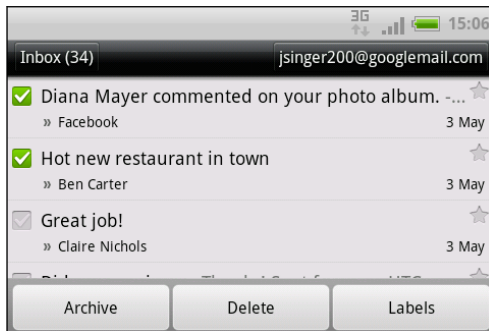 3G 15:06
Inbox (34) jsinger200@googlemail.com
Diana Mayer commented on your photo album. -...
» Facebook 3 May
Hot new restaurant in town
» Ben Carter 3 May
Great job!
» Claire Nichols 3 May
Archive Delete Labels